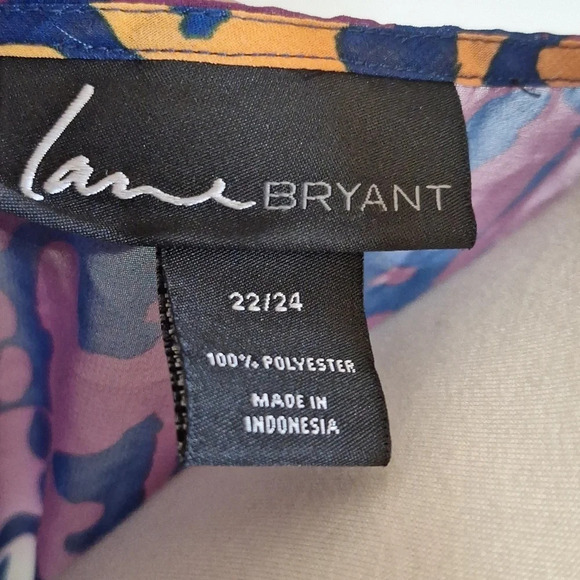 lane BRYANT
22/24
100% POLYESTER
MADE IN
INDONESIA